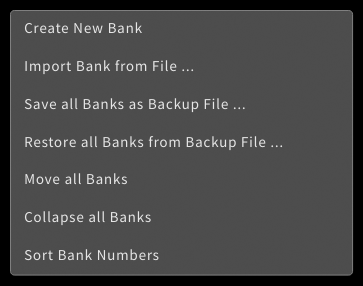 Create New Bank
Import Bank from File ...
Save all Banks as Backup File ...
Restore all Banks from Backup File ...
Move all Banks
Collapse all Banks
Sort Bank Numbers